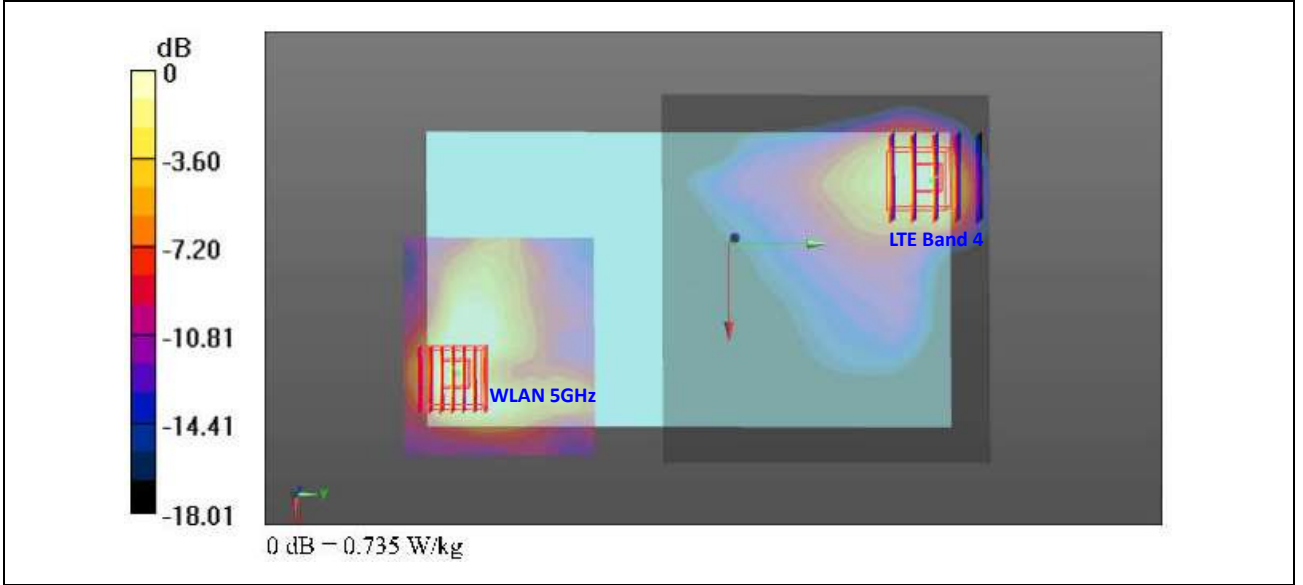 dB
0
-3.60
-7.20
-10.81
-14.41
-18.01
LTE Band 4
WLAN 5GHz
Y
0 dB = 0.735 W/kg